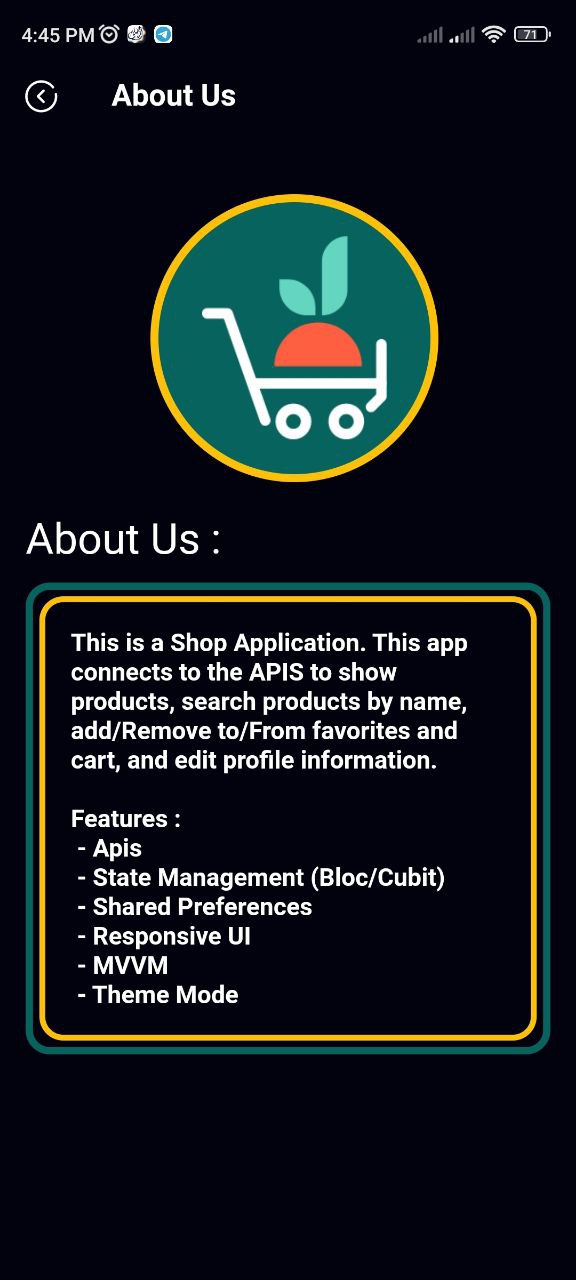 4:45 PM
71
About Us
About Us :
This is a Shop Application. This app
connects to the APIS to show
products, search products by name,
add/Remove to/From favorites and
cart, and edit profile information.
Features :
- Apis
- State Management (Bloc/Cubit)
- Shared Preferences
- Responsive UI
- MVVM
- Theme Mode